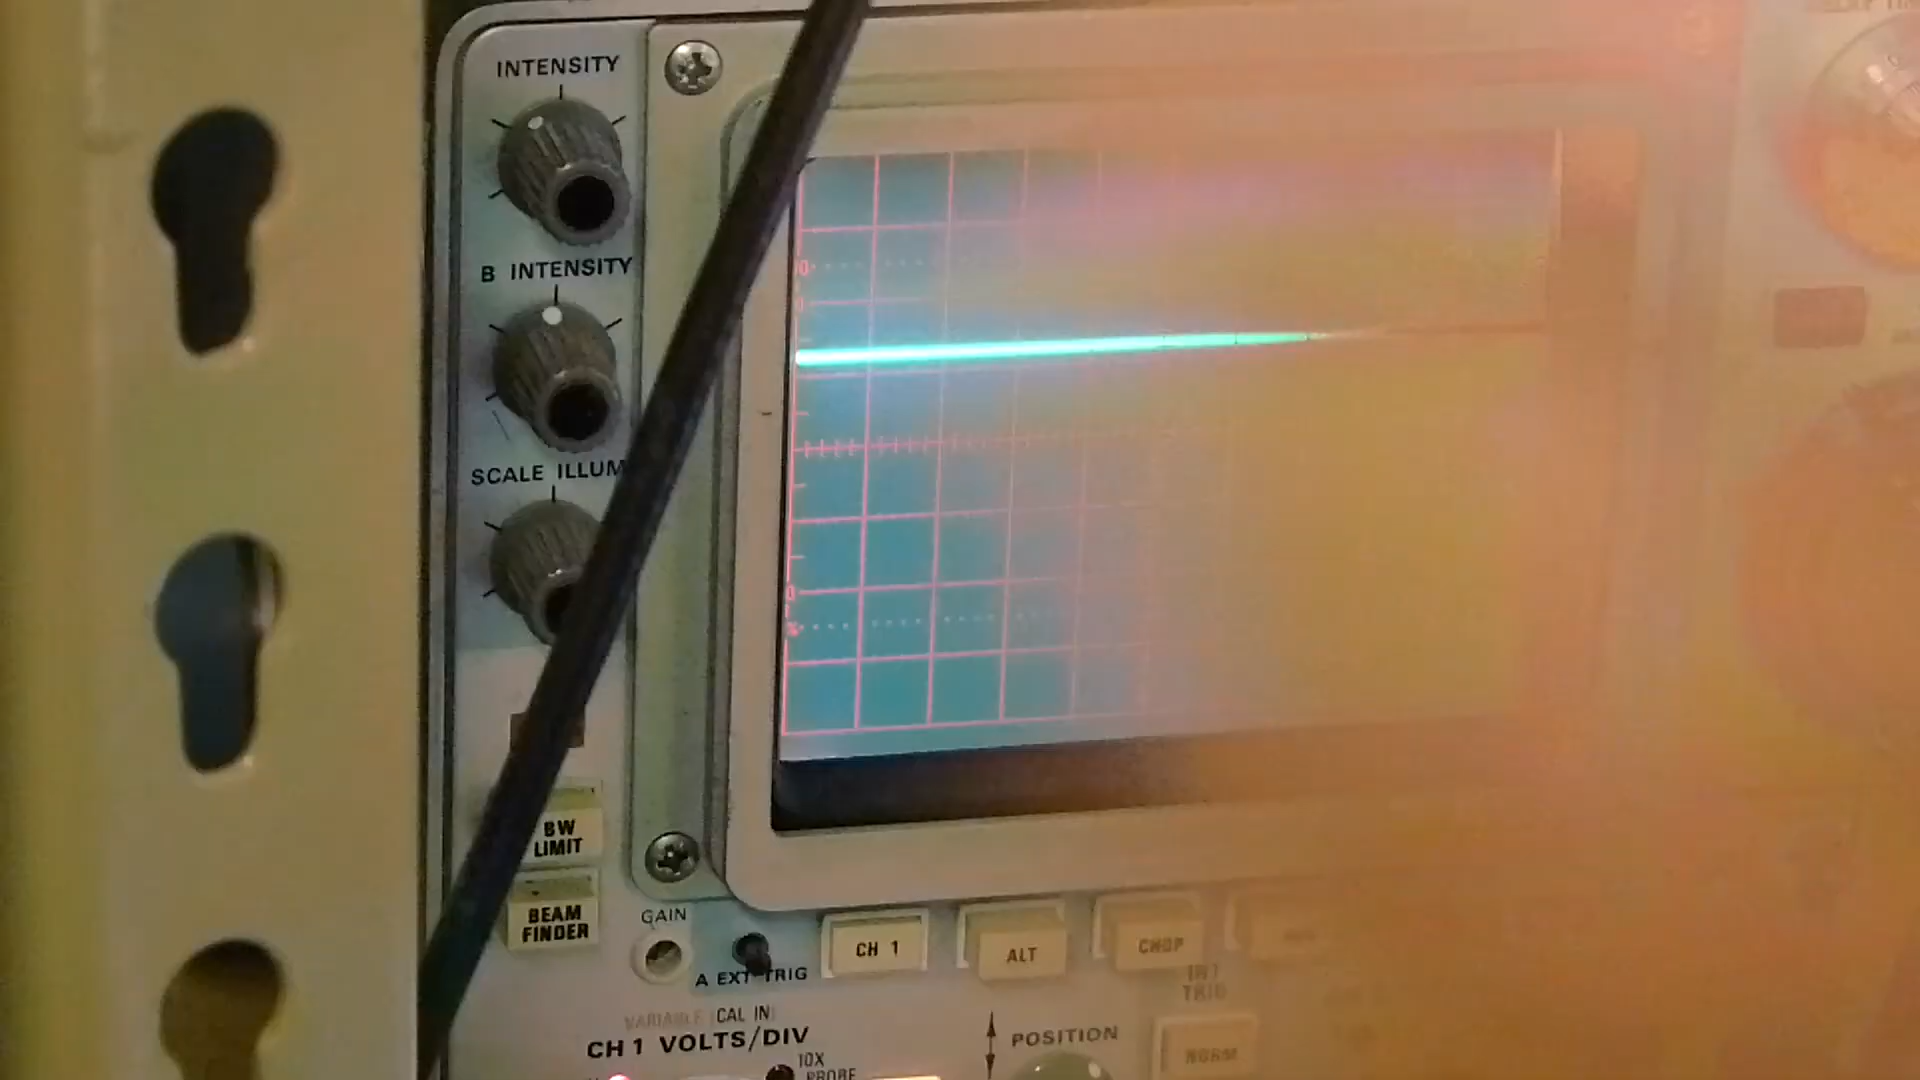 INTENSITY
B INTENSITY
SCALE ILLUM
BW
LIMIT
BEAM
FINDER
GAIN
A EXT TRIG
CH 1
ALT
CHOP
INT
TRIG
VARIABLE (CAL IN)
CH 1 VOLTS/DIV
10X
PROBE
POSITION
NORM